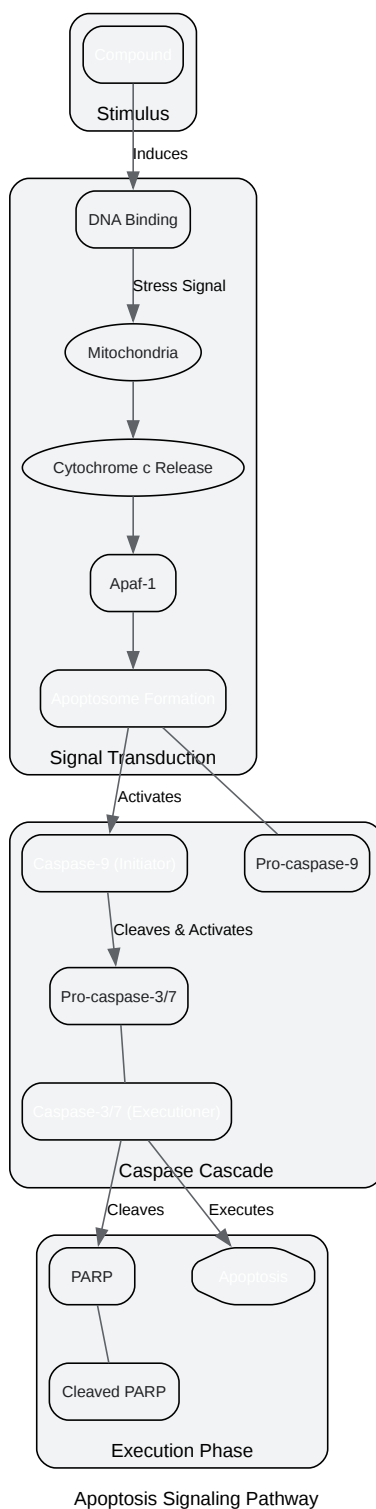 Compound
Stimulus
Induces
DNA Binding
Stress Signal
Mitochondria
Cytochrome c Release
Apaf-1
Apoptosome Formation
Signal Transduction
Activates
Caspase-9 (Initiator)
Pro-caspase-9
Cleaves & Activates
Pro-caspase-3/7
Caspase-3/7 (Executioner)
Caspase Cascade
Cleaves
Executes
PARP
Apoptosis
Cleaved PARP
Execution Phase
Apoptosis Signaling Pathway